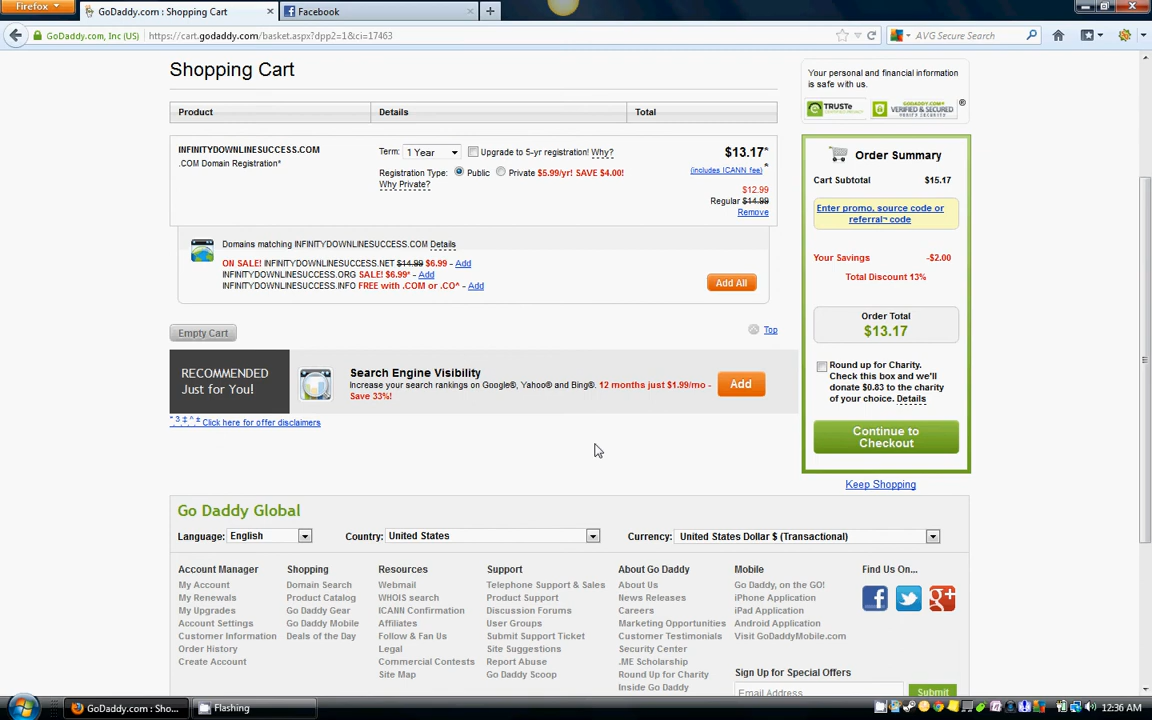 Firefox
GoDaddy.com : Shopping Cart
Facebook
GoDaddy.com, Inc (US)
https://cart.godaddy.com/basket.aspx?dpp2=1&ci=17463
AVG Secure Search
Shopping Cart
Product
Details
Total
INFINITYDOWNLINESUCCESS.COM
.COM Domain Registration*
Term: 1 Year
Upgrade to 5-yr registration! Why?
Registration Type: Public Private $5.99/yr! SAVE $4.00!
Why Private?
$13.17*
(includes ICANN fee)*
$12.99
Regular $14.99
Remove
Domains matching INFINITYDOWNLINESUCCESS.COM Details
ON SALE! INFINITYDOWNLINESUCCESS.NET $14.99 $6.99 - Add
INFINITYDOWNLINESUCCESS.ORG SALE! $6.99* - Add
INFINITYDOWNLINESUCCESS.INFO FREE with .COM or .CO^ - Add
Add All
Empty Cart
Top
RECOMMENDED
Just for You!
Search Engine Visibility
Increase your search rankings on Google®, Yahoo® and Bing®. 12 months just $1.99/mo -
Save 33%!
Add
Click here for offer disclaimers
Your personal and financial information
is safe with us.
TRUSTe
GODADDY.COM®
VERIFIED & SECURED
VERIFY SECURITY
Order Summary
Cart Subtotal $15.17
Enter promo, source code or
referral code
Your Savings -$2.00
Total Discount 13%
Order Total
$13.17
Round up for Charity.
Check this box and we'll
donate $0.83 to the charity
of your choice. Details
Continue to
Checkout
Keep Shopping
Go Daddy Global
Language: English
Country: United States
Currency: United States Dollar $ (Transactional)
Account Manager
My Account
My Renewals
My Upgrades
Account Settings
Customer Information
Order History
Create Account
Shopping
Domain Search
Product Catalog
Go Daddy Gear
Go Daddy Mobile
Deals of the Day
Resources
Webmail
WHOIS search
ICANN Confirmation
Affiliates
Follow & Fan Us
Legal
Commercial Contests
Site Map
Support
Telephone Support & Sales
Product Support
Discussion Forums
User Groups
Submit Support Ticket
Site Suggestions
Report Abuse
Go Daddy Scoop
About Go Daddy
About Us
News Releases
Careers
Marketing Opportunities
Customer Testimonials
Security Center
.ME Scholarship
Round Up for Charity
Inside Go Daddy
Mobile
Go Daddy, on the GO!
iPhone Application
iPad Application
Android Application
Visit GoDaddyMobile.com
Find Us On...
Sign Up for Special Offers
Email Address
Submit
GoDaddy.com : Sho...
Flashing
12:36 AM